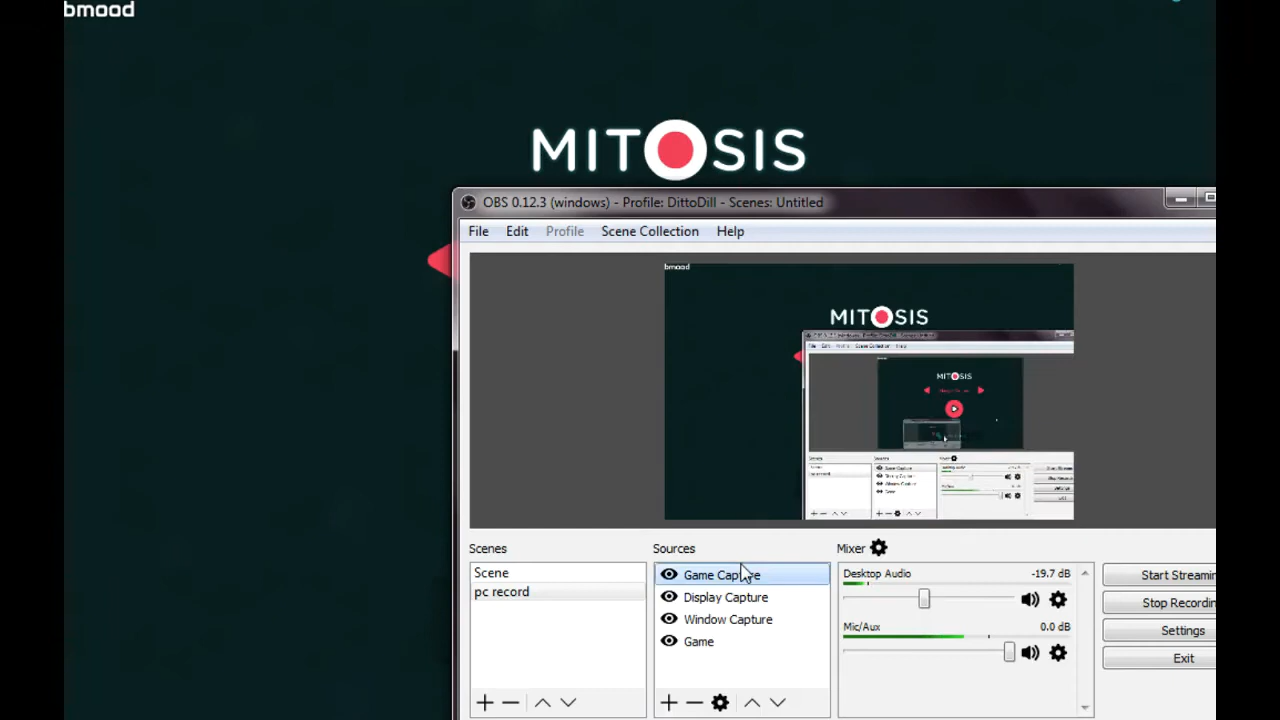 bmood
MITOSIS
OBS 0.12.3 (windows) - Profile: DittoDill - Scenes: Untitled
File Edit Profile Scene Collection Help
bmood
MITOSIS
MITOSIS
Scenes Sources Mixer
Scene
pc record
Game Capture
Display Capture
Window Capture
Game
Desktop Audio -19.7 dB
Mic/Aux 0.0 dB
Start Streamin
Stop Recordin
Settings
Exit